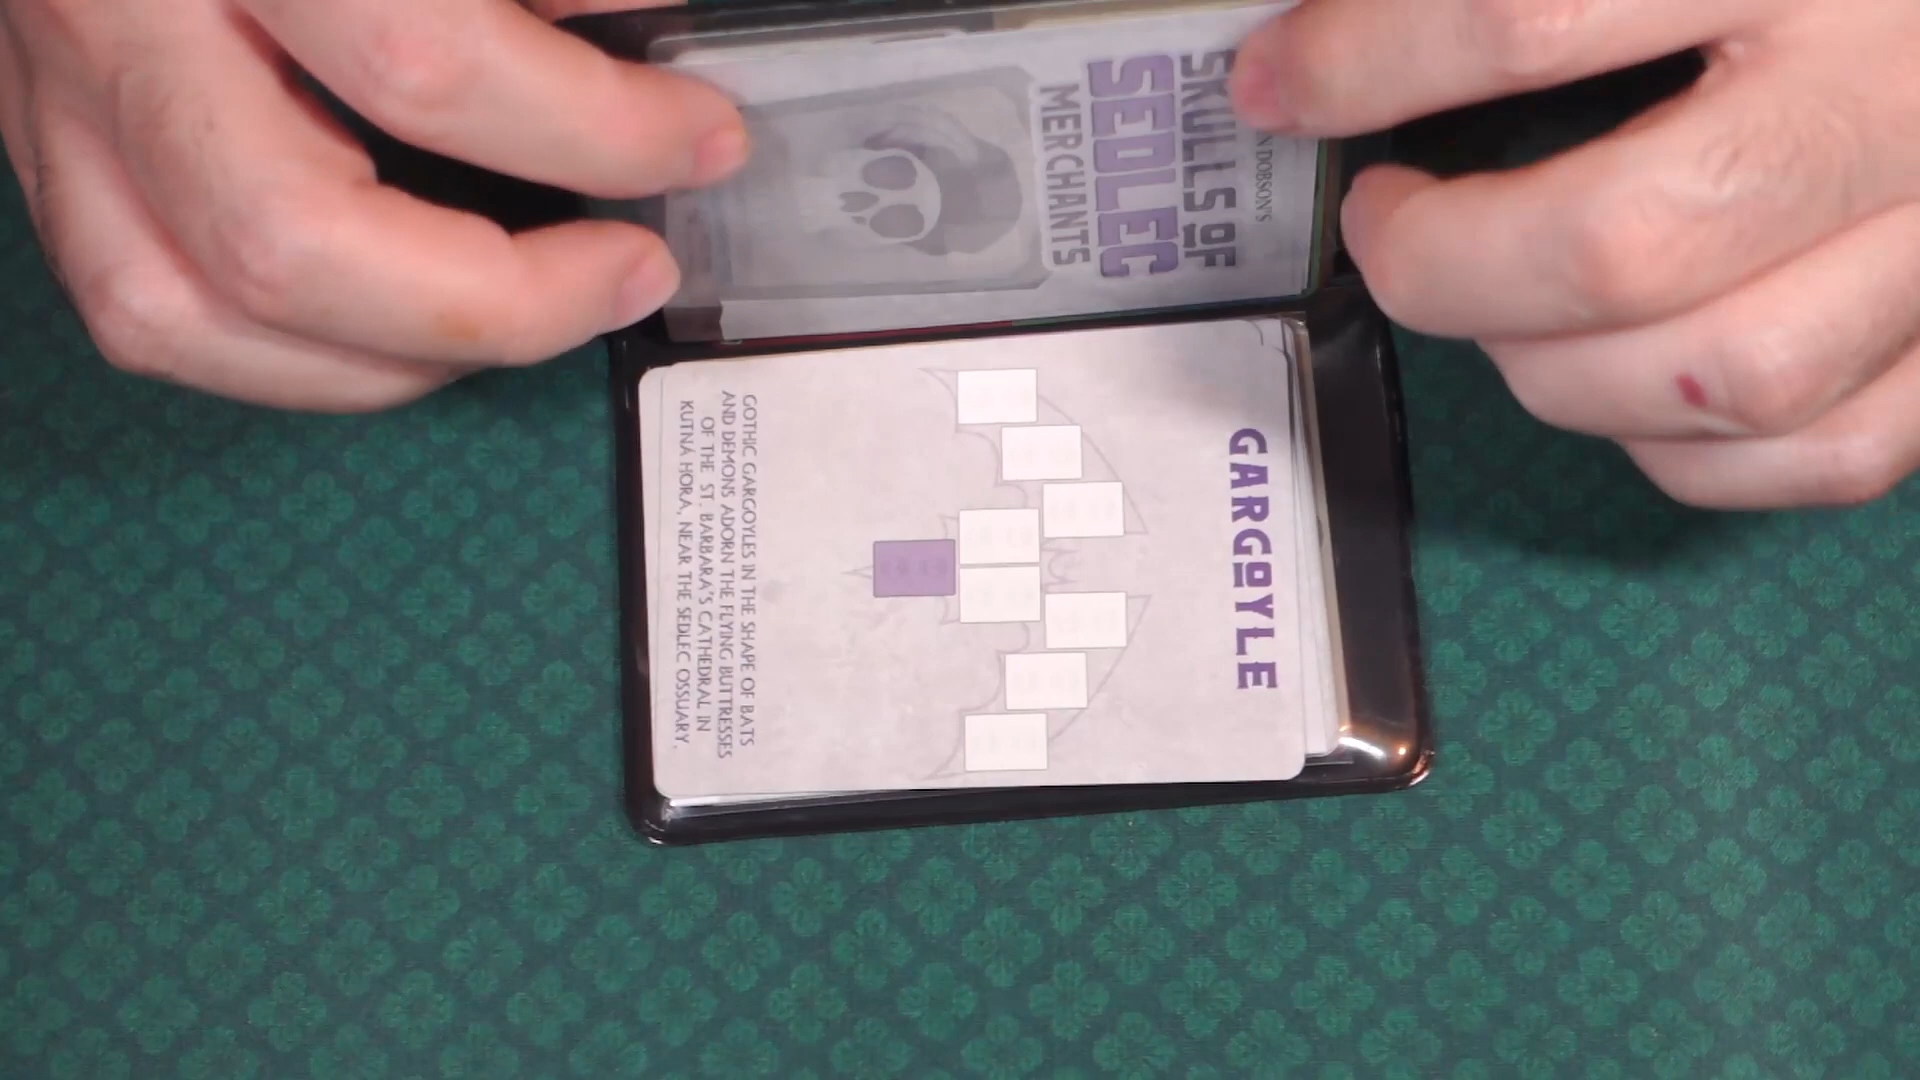 N DOBSON'S
SKULLS OF
SEDLEC
MERCHANTS
GARGOYLE
GOTHIC GARGOYLES IN THE SHAPE OF BATS
AND DEMONS ADORN THE FLYING BUTTRESSES
OF THE ST. BARBARA'S CATHEDRAL IN
KUTNÁ HORA, NEAR THE SEDLEC OSSUARY.